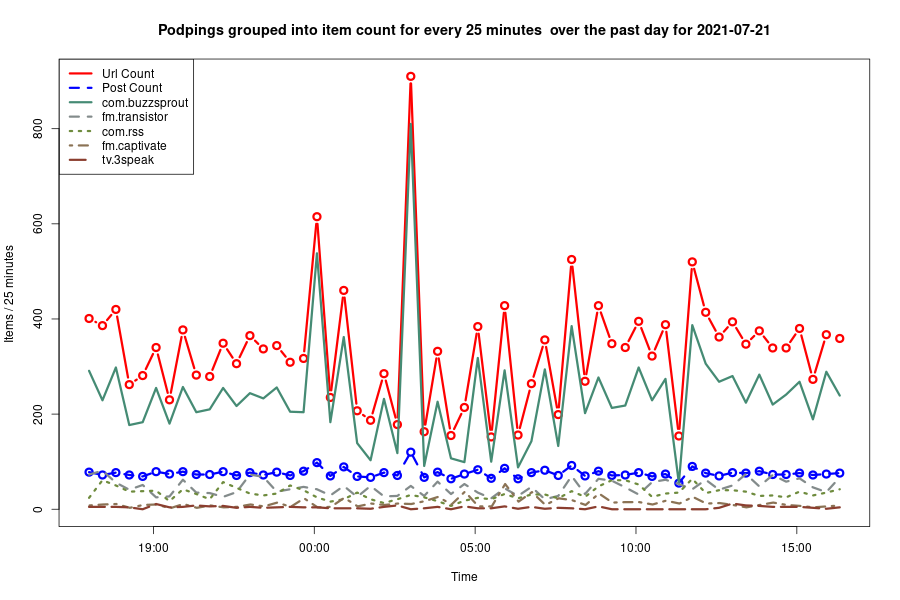 Podpings grouped into item count for every 25 minutes  over the past day for 2021-07-21
Url Count
Post Count
com.buzzsprout
fm.transistor
com.rss
fm.captivate
tv.3speak
Items / 25 minutes
800
600
400
200
0
19:00
00:00
05:00
10:00
15:00
Time